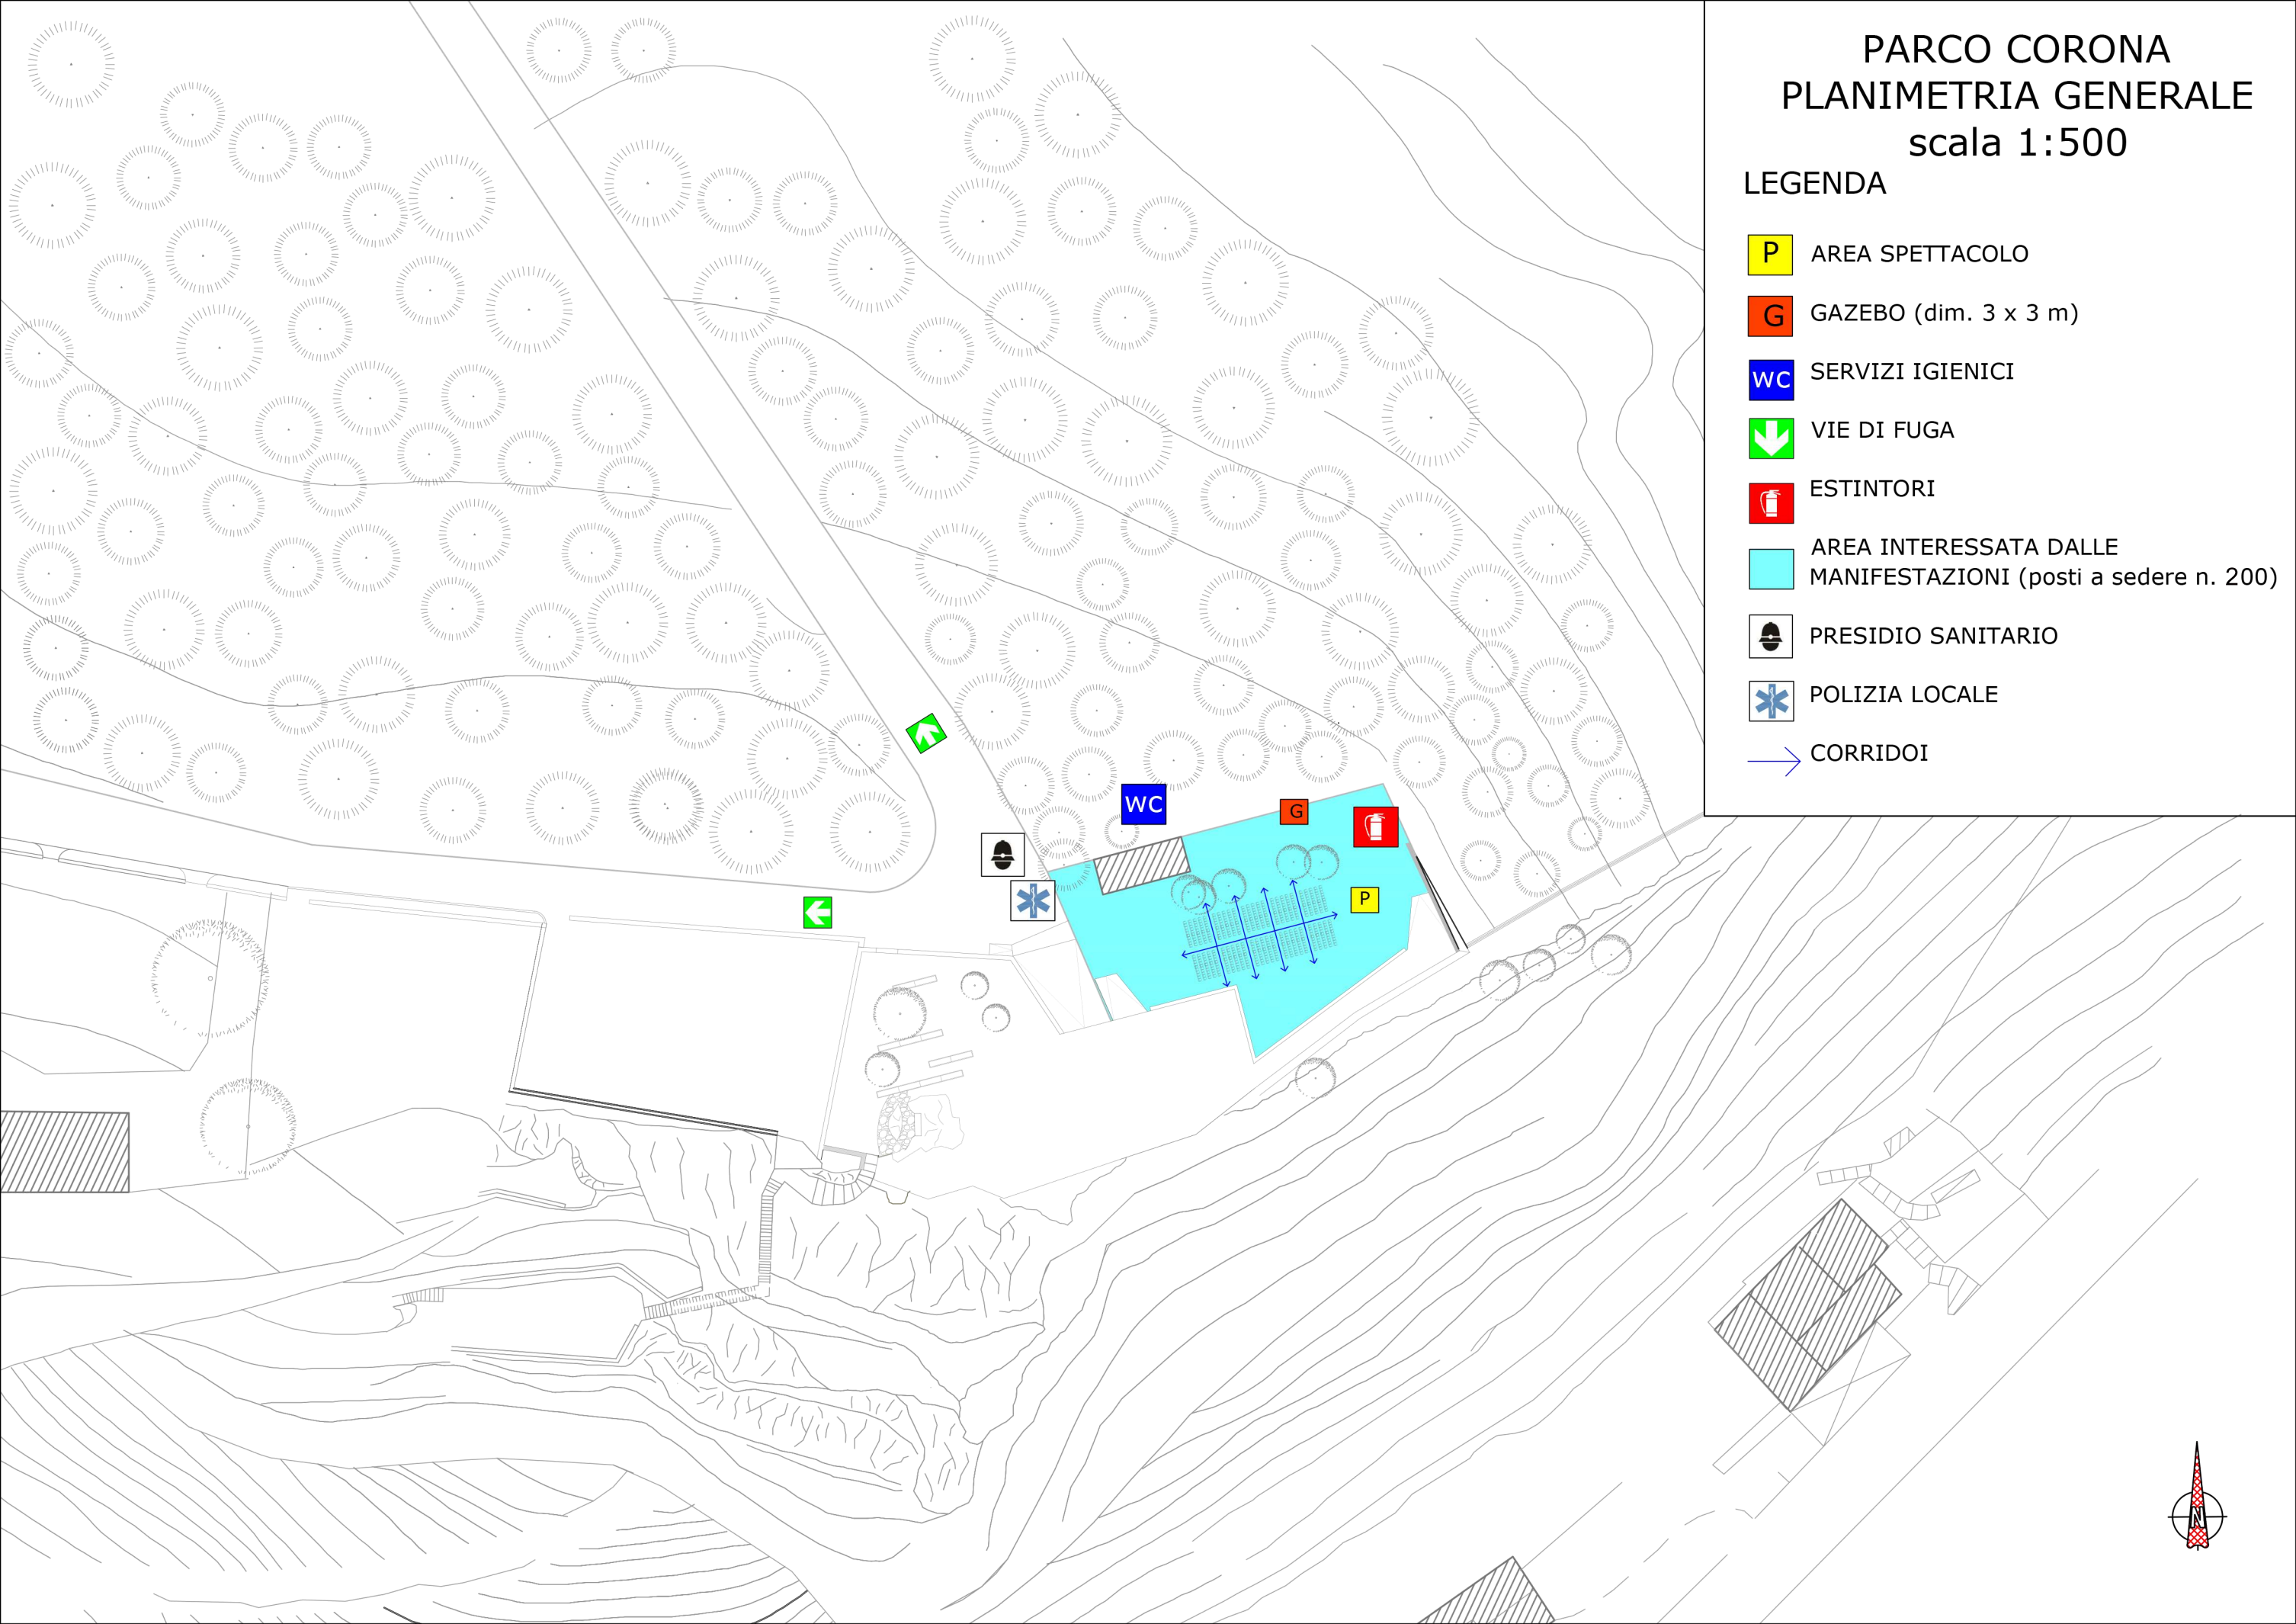 PARCO CORONA
PLANIMETRIA GENERALE
scala 1:500
LEGENDA
P AREA SPETTACOLO
G GAZEBO (dim. 3 x 3 m)
WC SERVIZI IGIENICI
VIE DI FUGA
ESTINTORI
AREA INTERESSATA DALLE
MANIFESTAZIONI (posti a sedere n. 200)
PRESIDIO SANITARIO
POLIZIA LOCALE
CORRIDOI
WC
G
P
N